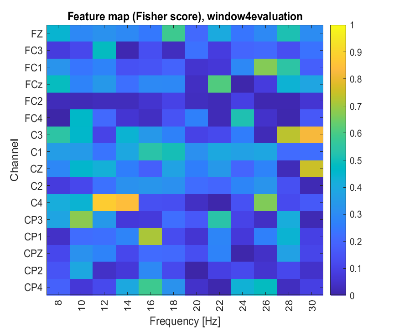 Feature map (Fisher score), window4evaluation
FZ
FC3
FC1
FCz
FC2
FC4
C3
C1
CZ
C2
C4
CP3
CP1
CPZ
CP2
CP4
Channel
8 10 12 14 16 18 20 22 24 26 28 30
Frequency [Hz]
1
0.9
0.8
0.7
0.6
0.5
0.4
0.3
0.2
0.1
0